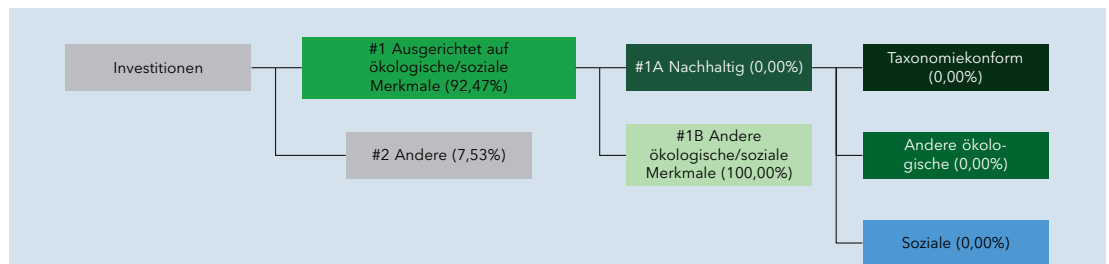 Investitionen
#1 Ausgerichtet auf
ökologische/soziale
Merkmale (92,47%)
#2 Andere (7,53%)
#1A Nachhaltig (0,00%)
#1B Andere
ökologische/soziale
Merkmale (100,00%)
Taxonomiekonform
(0,00%)
Andere ökolo-
gische (0,00%)
Soziale (0,00%)